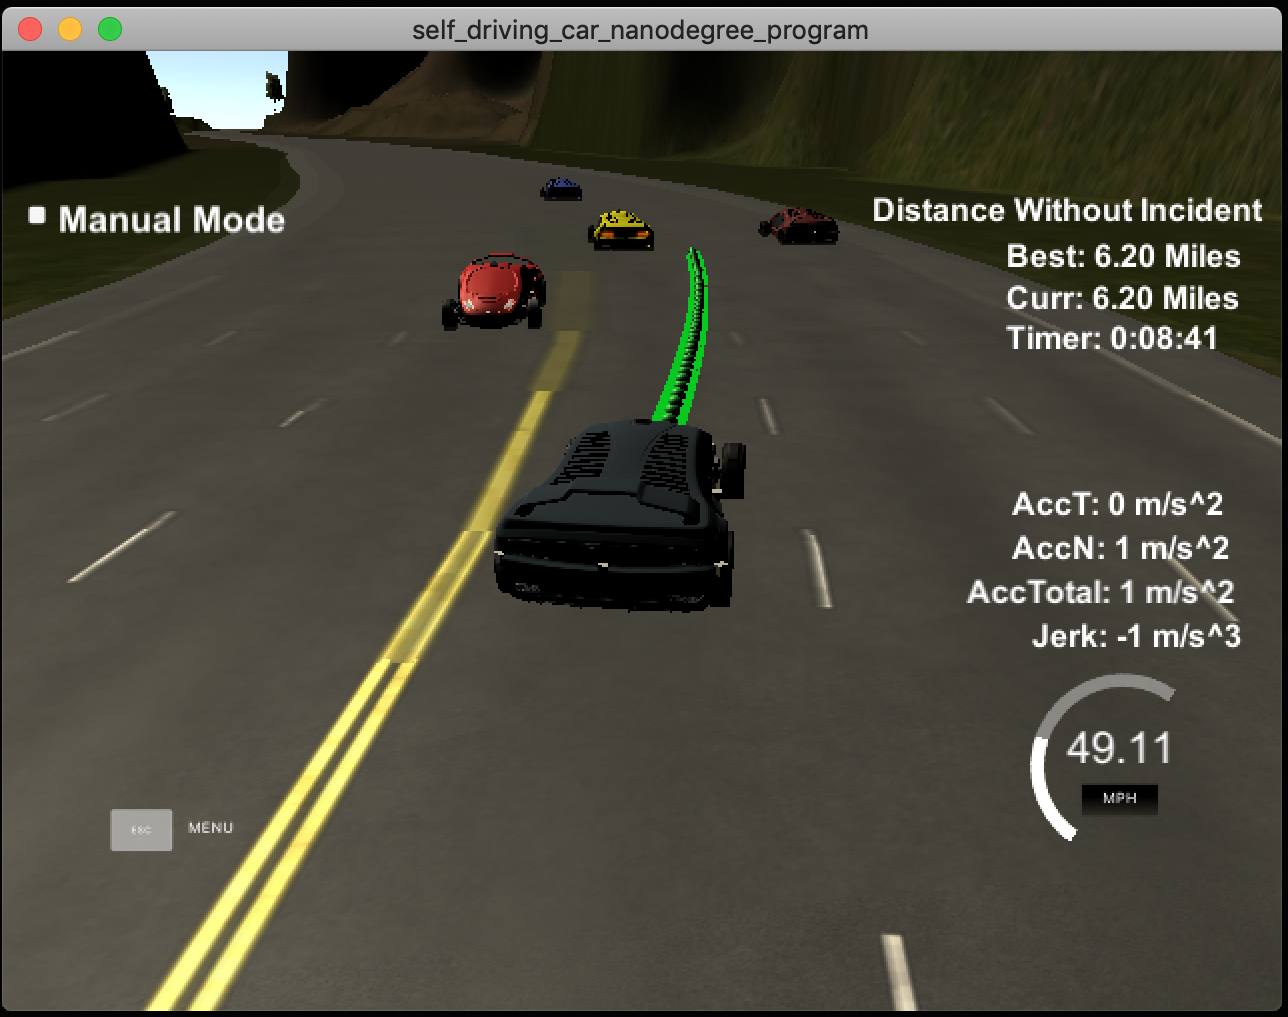 self_driving_car_nanodegree_program
Manual Mode
Distance Without Incident
Best: 6.20 Miles
Curr: 6.20 Miles
Timer: 0:08:41
AccT: 0 m/s^2
AccN: 1 m/s^2
AccTotal: 1 m/s^2
Jerk: -1 m/s^3
49.11
MPH
ESC MENU